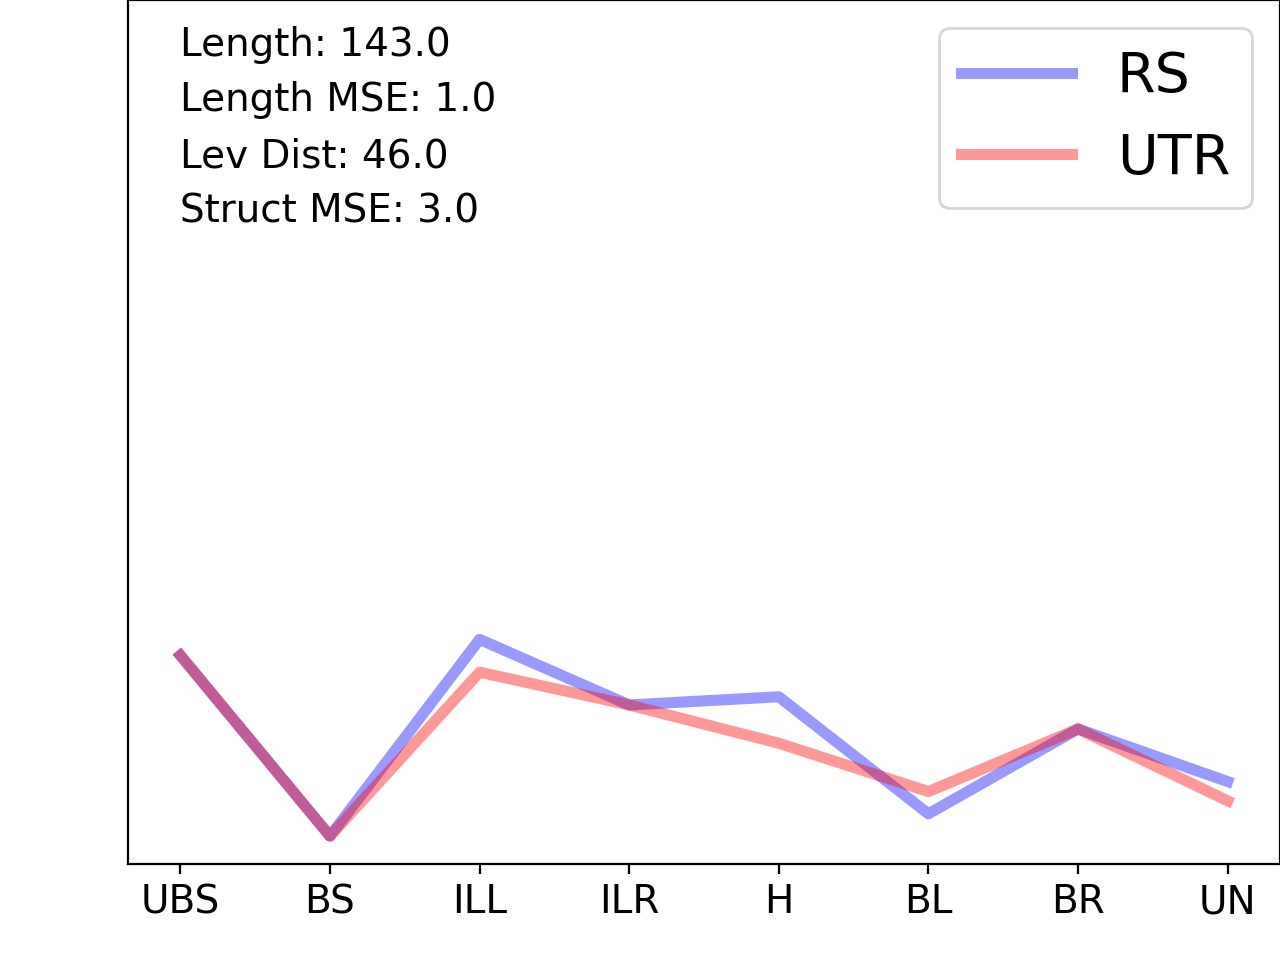 Length: 143.0
Length MSE: 1.0
Lev Dist: 46.0
Struct MSE: 3.0
RS
UTR
UBS BS ILL ILR H BL BR UN